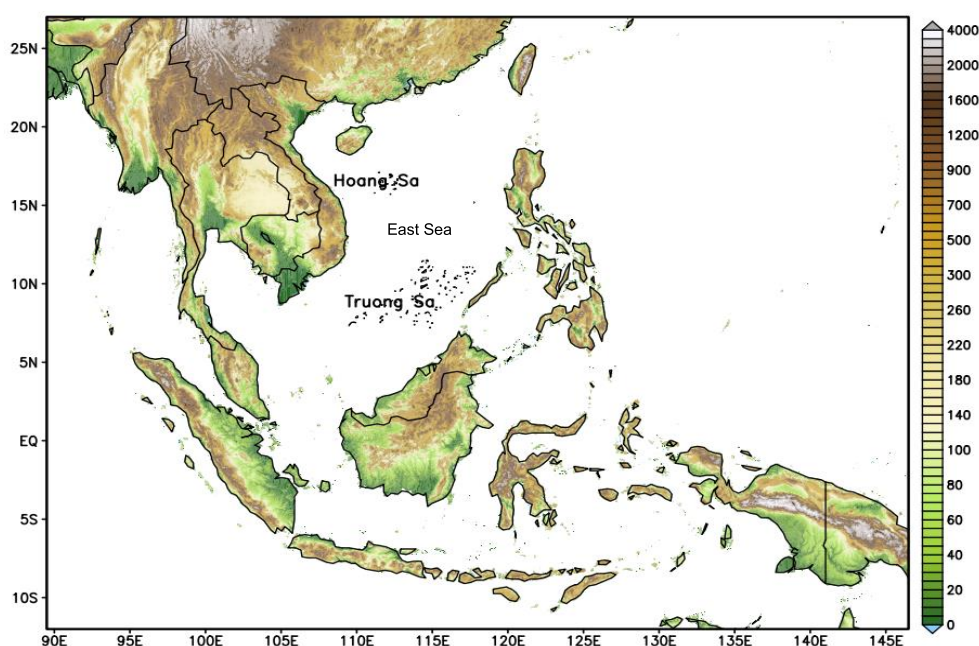 25N
20N
15N
10N
5N
EQ
5S
10S
90E
95E
100E
105E
110E
115E
120E
125E
130E
135E
140E
145E
Hoang Sa
East Sea
Truong Sa
4000
2000
1600
1200
900
700
500
300
260
220
180
140
100
80
60
40
20
0